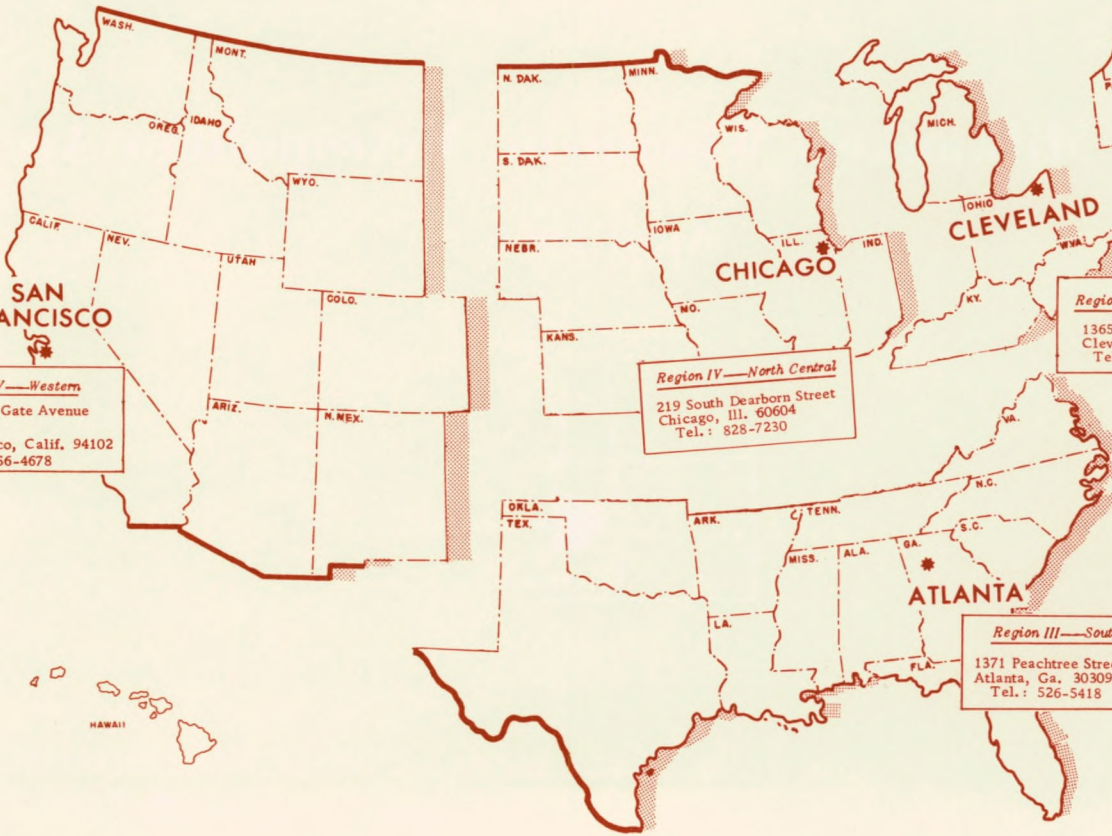 WASH.
MONT.
OREG.
IDAHO
WYO.
CALIF.
NEV.
UTAH
COLO.
ARIZ.
N. MEX.
SAN
ANCISCO
V—Western
Gate Avenue
co, Calif. 94102
56-4678
HAWAII
N. DAK.
MINN.
S. DAK.
WIS.
MICH.
NEBR.
IOWA
ILL.
IND.
OHIO
W.VA.
KANS.
MO.
KY.
CHICAGO
CLEVELAND
Region IV—North Central
219 South Dearborn Street
Chicago, Ill. 60604
Tel.: 828-7230
Regio
1365
Clev
Te
OKLA.
TEX.
ARK.
TENN.
VA.
N.C.
S.C.
MISS.
ALA.
GA.
LA.
FLA.
ATLANTA
Region III—Sout
1371 Peachtree Stre
Atlanta, Ga. 30309
Tel.: 526-5418